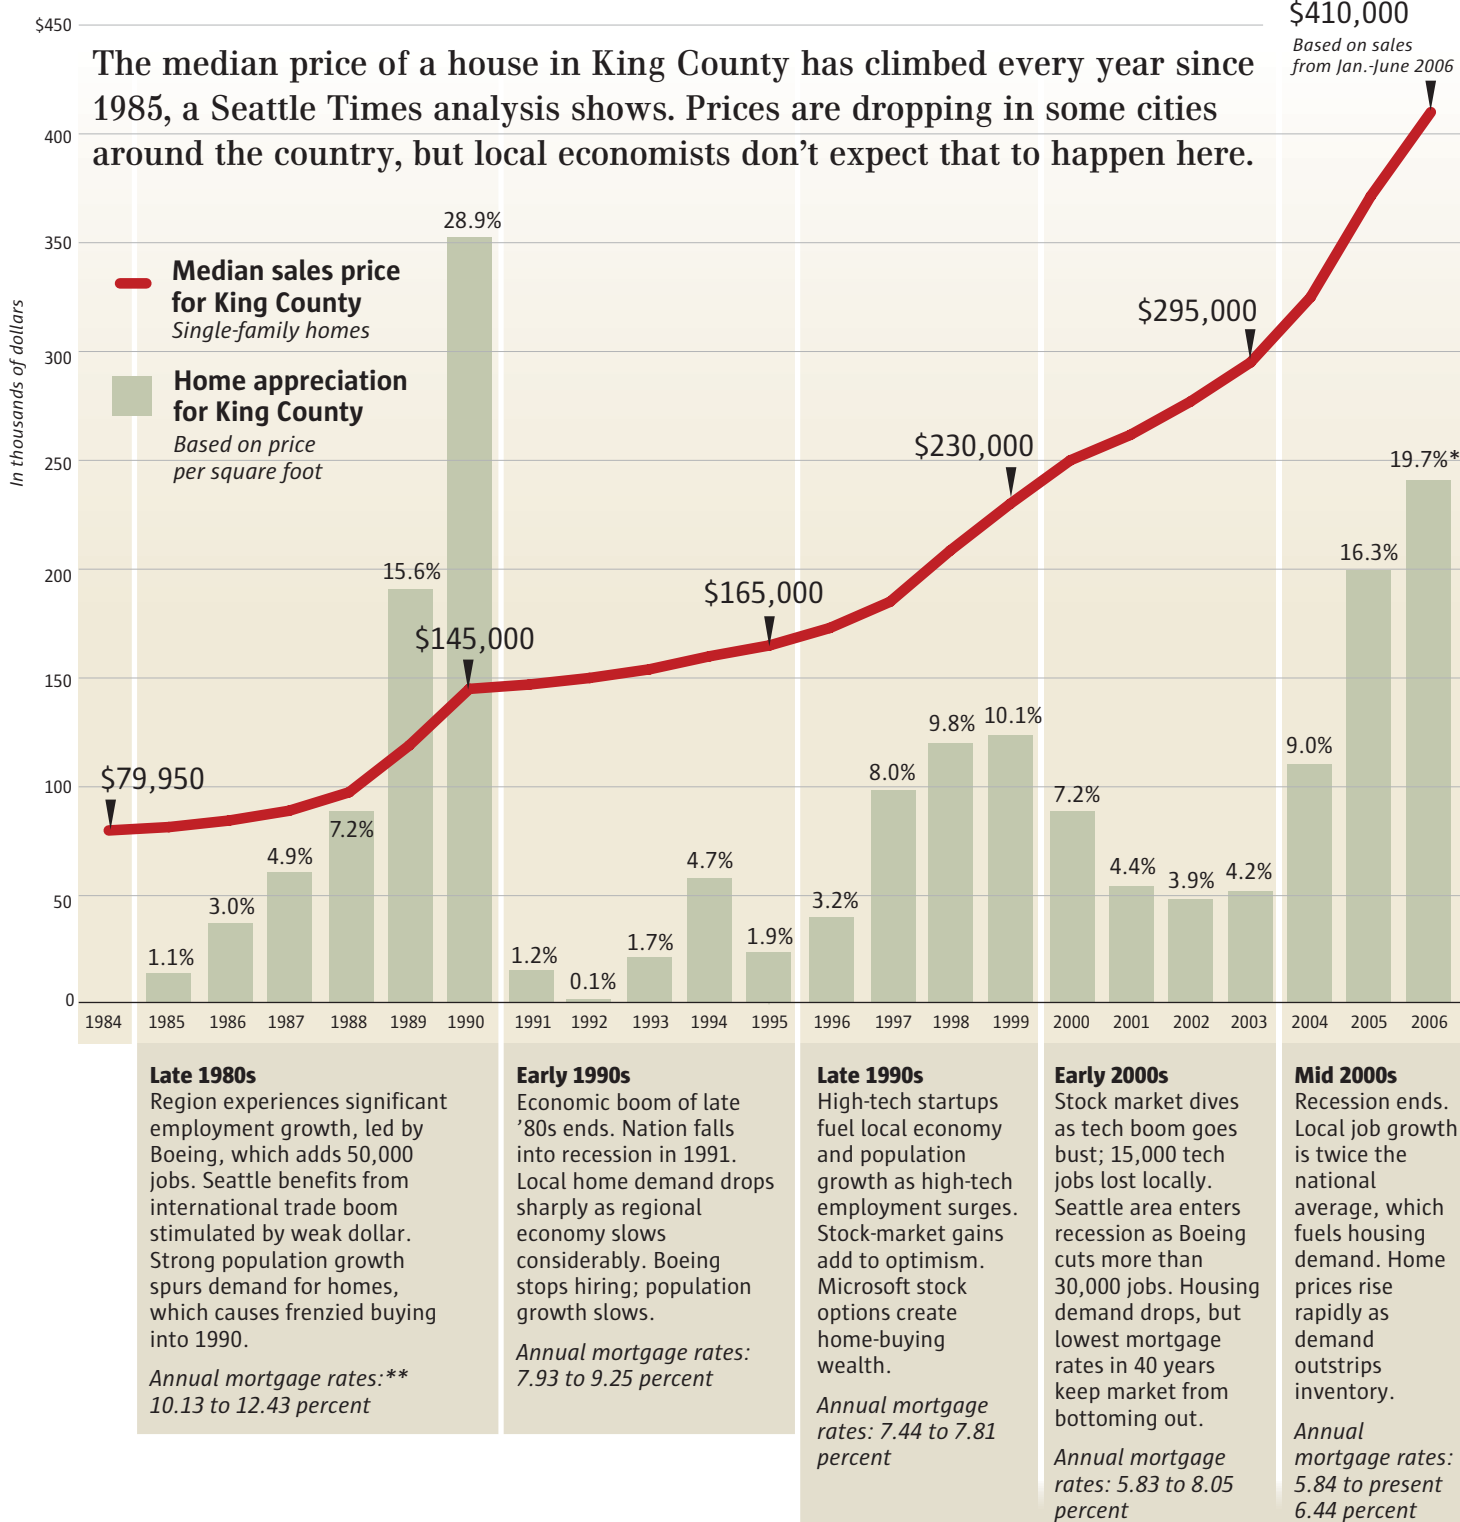 $410,000
Based on sales
from Jan.-June 2006
The median price of a house in King County has climbed every year since
1985, a Seattle Times analysis shows. Prices are dropping in some cities
around the country, but local economists don’t expect that to happen here.
In thousands of dollars
$450
400
350
300
250
200
150
100
50
0
Median sales price
for King County
Single-family homes
Home appreciation
for King County
Based on price
per square foot
$79,950
$145,000
$165,000
$230,000
$295,000
1.1%
3.0%
4.9%
7.2%
15.6%
28.9%
1.2%
0.1%
1.7%
4.7%
1.9%
3.2%
8.0%
9.8%
10.1%
7.2%
4.4%
3.9%
4.2%
9.0%
16.3%
19.7%*
1984 1985 1986 1987 1988 1989 1990 1991 1992 1993 1994 1995 1996 1997 1998 1999 2000 2001 2002 2003 2004 2005 2006
Late 1980s
Region experiences significant
employment growth, led by
Boeing, which adds 50,000
jobs. Seattle benefits from
international trade boom
stimulated by weak dollar.
Strong population growth
spurs demand for homes,
which causes frenzied buying
into 1990.
Annual mortgage rates:**
10.13 to 12.43 percent
Early 1990s
Economic boom of late
’80s ends. Nation falls
into recession in 1991.
Local home demand drops
sharply as regional
economy slows
considerably. Boeing
stops hiring; population
growth slows.
Annual mortgage rates:
7.93 to 9.25 percent
Late 1990s
High-tech startups
fuel local economy
and population
growth as high-tech
employment surges.
Stock-market gains
add to optimism.
Microsoft stock
options create
home-buying
wealth.
Annual mortgage
rates: 7.44 to 7.81
percent
Early 2000s
Stock market dives
as tech boom goes
bust; 15,000 tech
jobs lost locally.
Seattle area enters
recession as Boeing
cuts more than
30,000 jobs. Housing
demand drops, but
lowest mortgage
rates in 40 years
keep market from
bottoming out.
Annual mortgage
rates: 5.83 to 8.05
percent
Mid 2000s
Recession ends.
Local job growth
is twice the
national
average, which
fuels housing
demand. Home
prices rise
rapidly as
demand
outstrips
inventory.
Annual
mortgage rates:
5.84 to present
6.44 percent